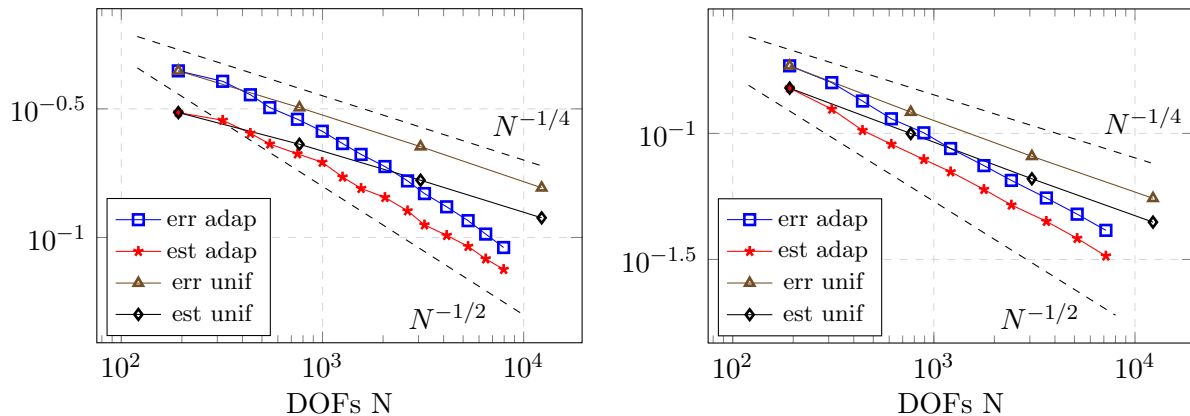 10^{-0.5}
10^{-1}
N^{-1/4}
N^{-1/2}
err adap
est adap
err unif
est unif
10^2
10^3
10^4
DOFs N
10^{-1}
10^{-1.5}
N^{-1/4}
N^{-1/2}
err adap
est adap
err unif
est unif
10^2
10^3
10^4
DOFs N